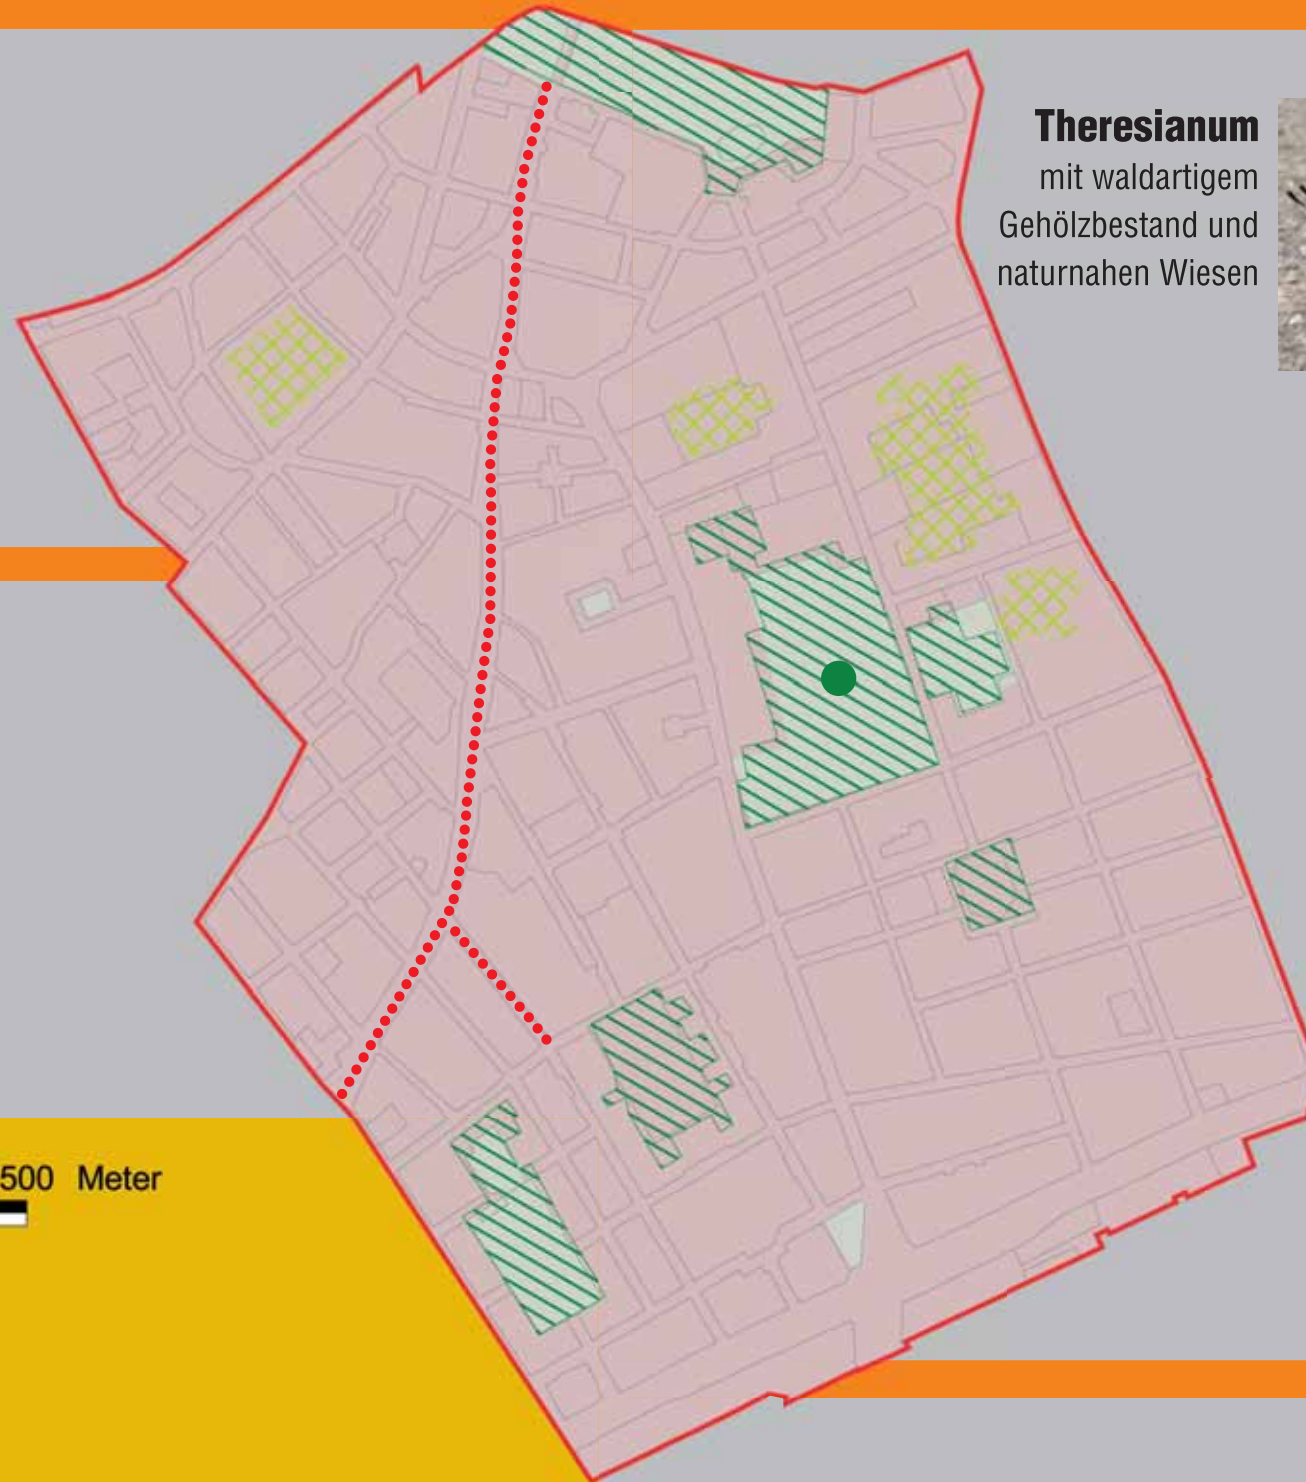 Theresianum
mit waldartigem
Gehölzbestand und
naturnahen Wiesen
500 Meter